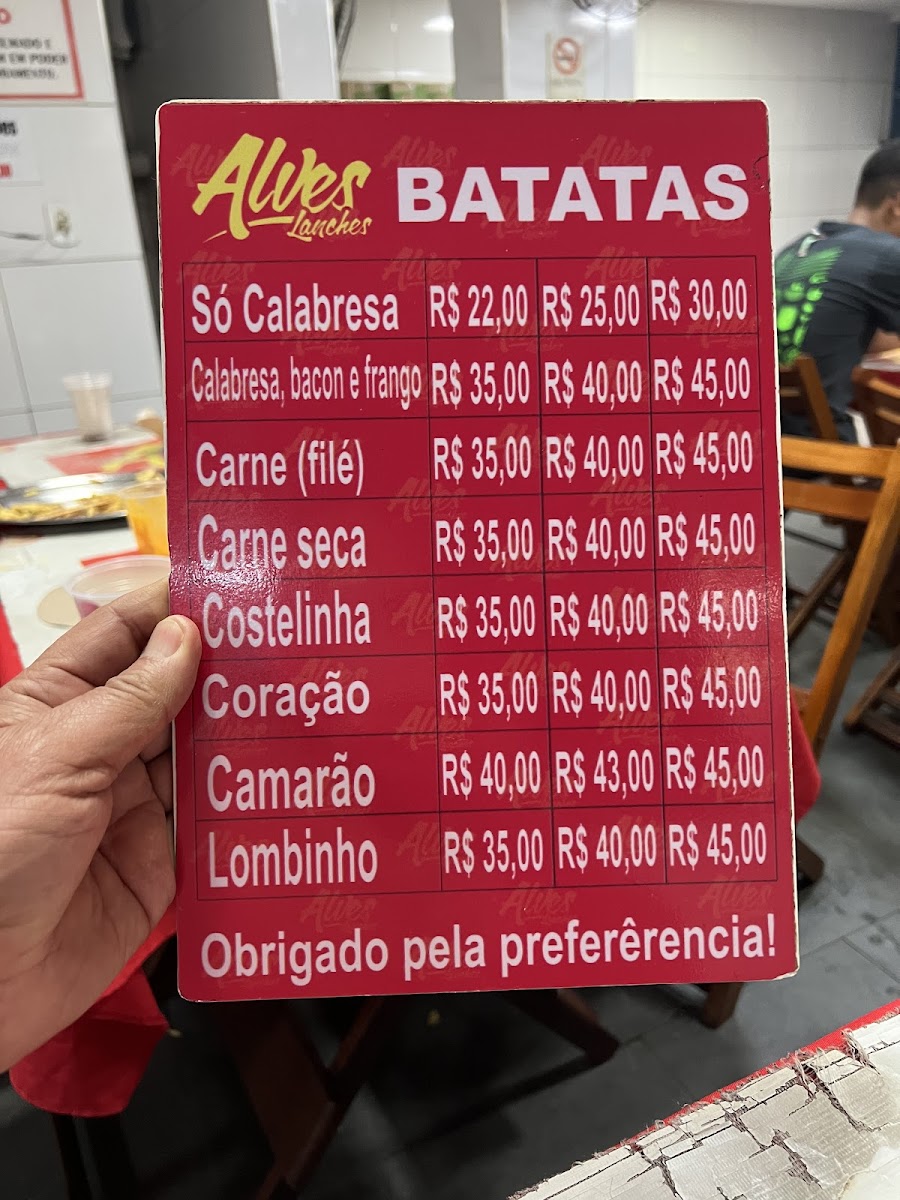 Alves
Lanches
BATATAS
Só Calabresa R$ 22,00 R$ 25,00 R$ 30,00
Calabresa, bacon e frango R$ 35,00 R$ 40,00 R$ 45,00
Carne (filé) R$ 35,00 R$ 40,00 R$ 45,00
Carne seca R$ 35,00 R$ 40,00 R$ 45,00
Costelinha R$ 35,00 R$ 40,00 R$ 45,00
Coração R$ 35,00 R$ 40,00 R$ 45,00
Camarão R$ 40,00 R$ 43,00 R$ 45,00
Lombinho R$ 35,00 R$ 40,00 R$ 45,00
Obrigado pela preferêrencia!
EM PODER